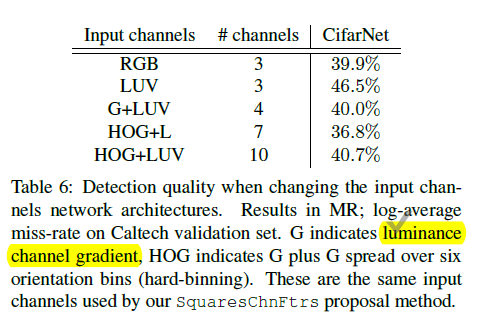 Input channels # channels CifarNet
RGB 3 39.9%
LUV 3 46.5%
G+LUV 4 40.0%
HOG+L 7 36.8%
HOG+LUV 10 40.7%
Table 6: Detection quality when changing the input chan-
nels network architectures. Results in MR; log-average
miss-rate on Caltech validation set. G indicates luminance
channel gradient, HOG indicates G plus G spread over six
orientation bins (hard-binning). These are the same input
channels used by our SquaresChnFtrs proposal method.